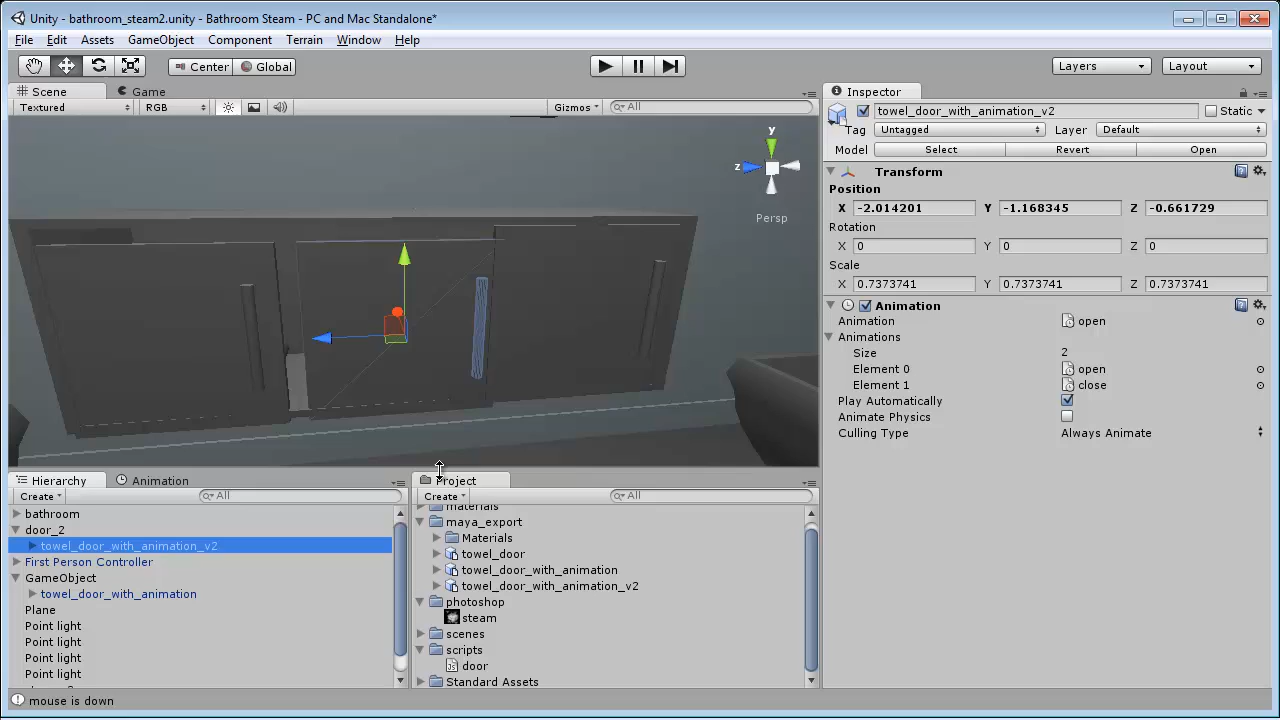 Unity - bathroom_steam2.unity - Bathroom Steam - PC and Mac Standalone*
File Edit Assets GameObject Component Terrain Window Help
Center Global Layers Layout
Scene Game
Textured RGB Gizmos All
y
z
Persp
Inspector
towel_door_with_animation_v2 Static
Tag Untagged Layer Default
Model Select Revert Open
Transform
Position
X -2.014201 Y -1.168345 Z -0.661729
Rotation
X 0 Y 0 Z 0
Scale
X 0.7373741 Y 0.7373741 Z 0.7373741
Animation
Animation open
Animations
Size 2
Element 0 open
Element 1 close
Play Automatically
Animate Physics
Culling Type Always Animate
Hierarchy Animation
Create All
bathroom
door_2
towel_door_with_animation_v2
First Person Controller
GameObject
towel_door_with_animation
Plane
Point light
Point light
Point light
Point light
Project
Create All
materials
maya_export
Materials
towel_door
towel_door_with_animation
towel_door_with_animation_v2
photoshop
steam
scenes
scripts
door
Standard Assets
mouse is down